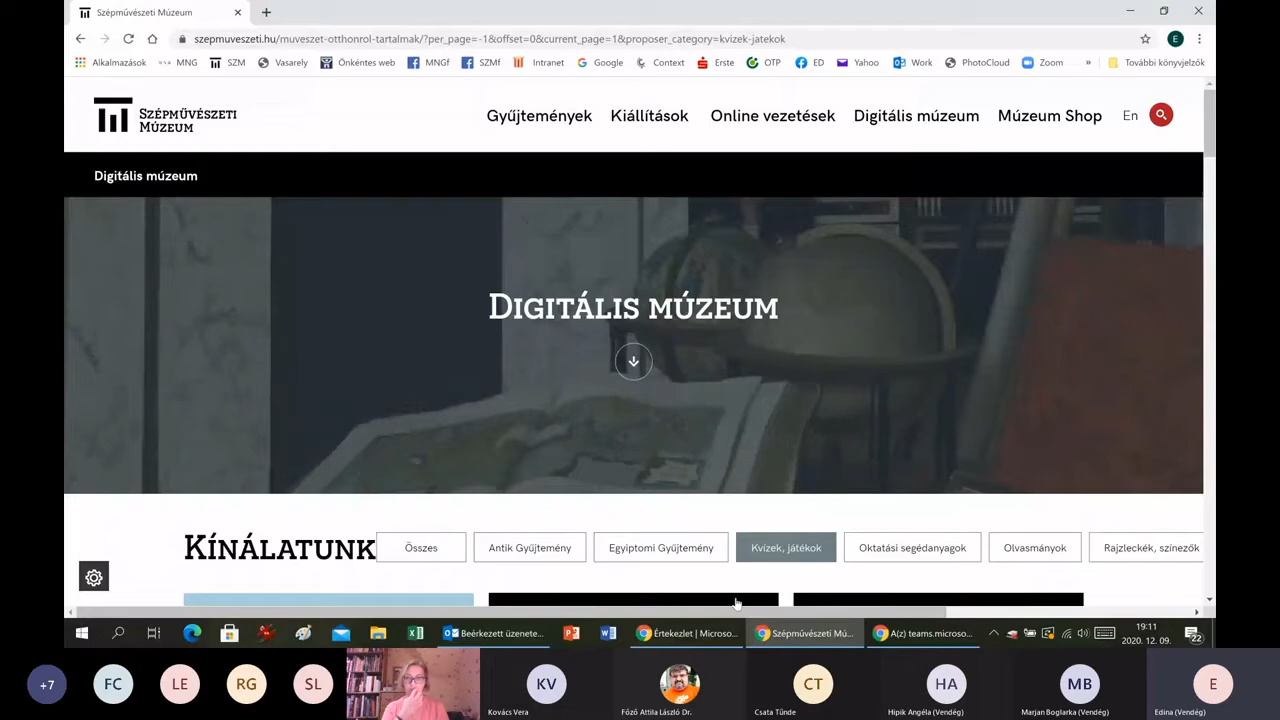 Szépművészeti Múzeum
szepmuveszeti.hu/muveszet-otthonrol-tartalmak/?per_page=-1&offset=0&current_page=1&proposer_category=kvizek-jatekok
E
Alkalmazások MNG SZM Vasarely Önkéntes web MNGf SZMf Intranet Google Context Erste OTP ED Yahoo Work PhotoCloud Zoom » További könyvjelzők
Szépművészeti
Múzeum
Gyűjtemények Kiállítások Online vezetések Digitális múzeum Múzeum Shop En
Digitális múzeum
Digitális múzeum
Kínálatunk
Összes Antik Gyűjtemény Egyiptomi Gyűjtemény Kvízek, játékok Oktatási segédanyagok Olvasmányok Rajzleckék, színezők
Beérkezett üzenete... Értekezlet | Microso... Szépművészeti Mú... A(z) teams.microso...
19:11
2020. 12. 09.
22
+7 FC LE RG SL KV CT HA MB E
Kovács Vera Főző Attila László Dr. Csata Tünde Hipik Angéla (Vendég) Marjan Boglarka (Vendég) Edina (Vendég)